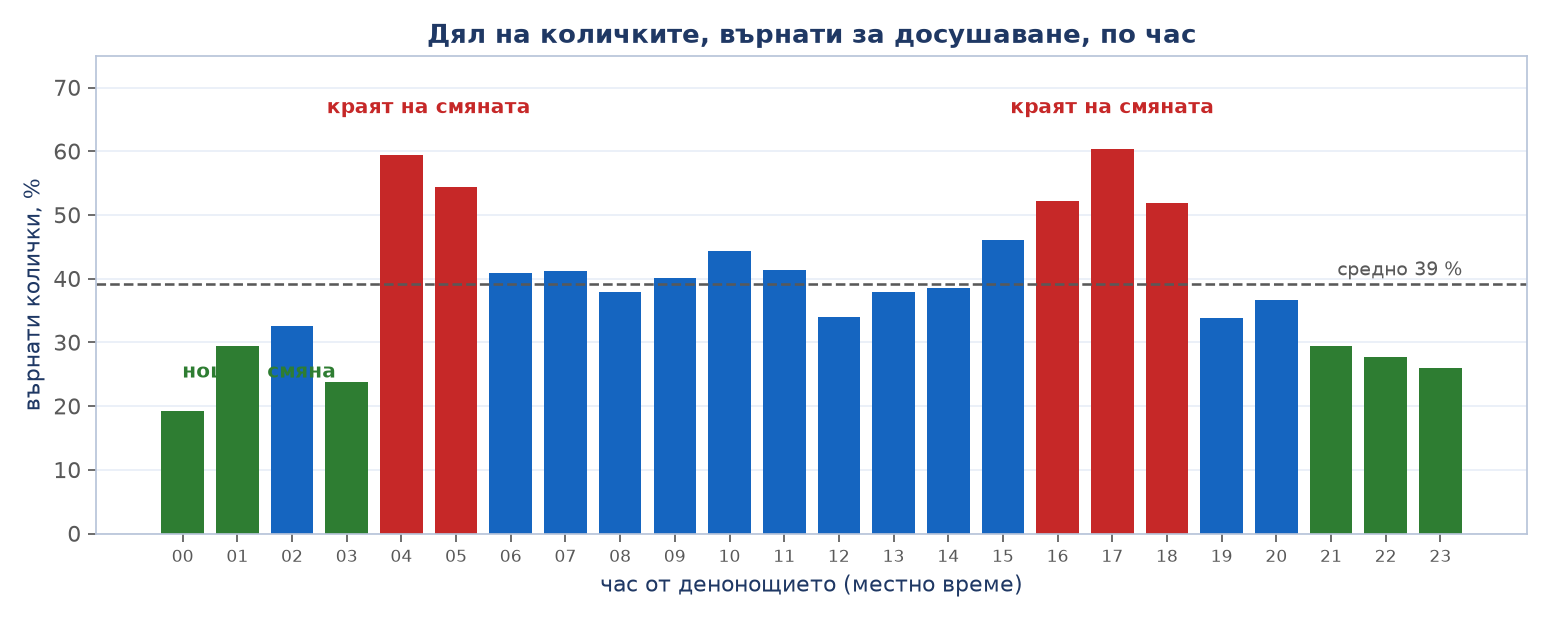 Дял на количките, върнати за досушаване, по час
върнати колички, %
70
60
50
40
30
20
10
0
краят на смяната
краят на смяната
средно 39 %
смяна
00 01 02 03 04 05 06 07 08 09 10 11 12 13 14 15 16 17 18 19 20 21 22 23
час от денонощието (местно време)